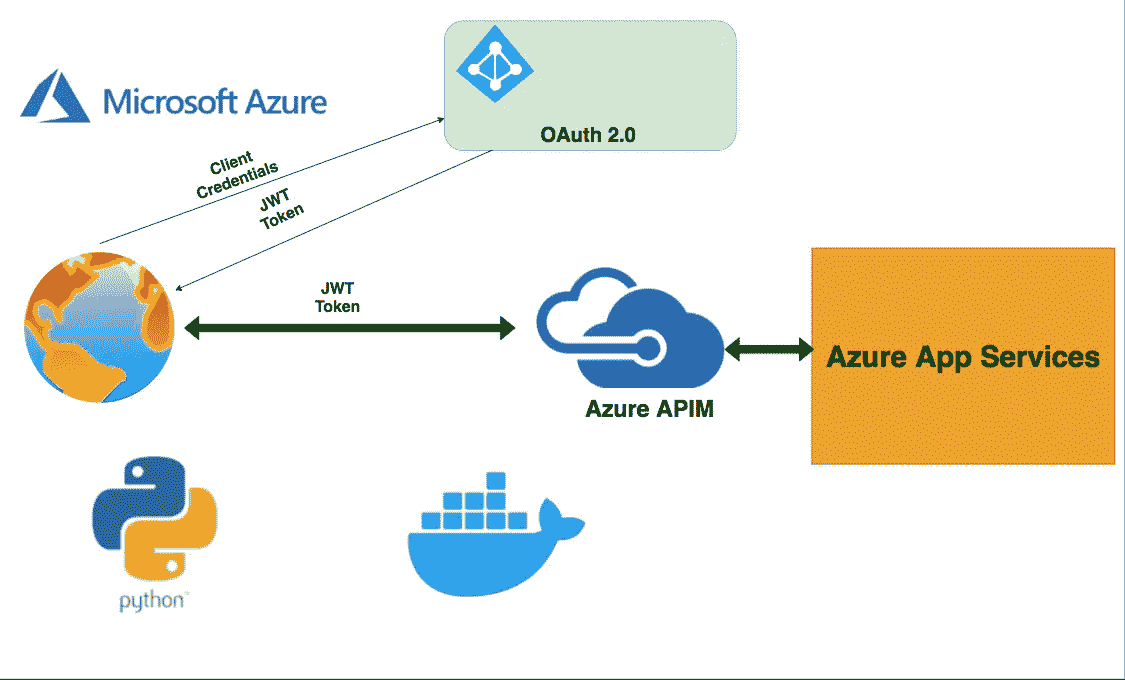 Microsoft Azure
OAuth 2.0
Client
Credentials
JWT
Token
JWT
Token
Azure APIM
Azure App Services
python™